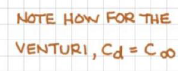 NOTE HOW FOR THE
VENTURI, Cd = C∞